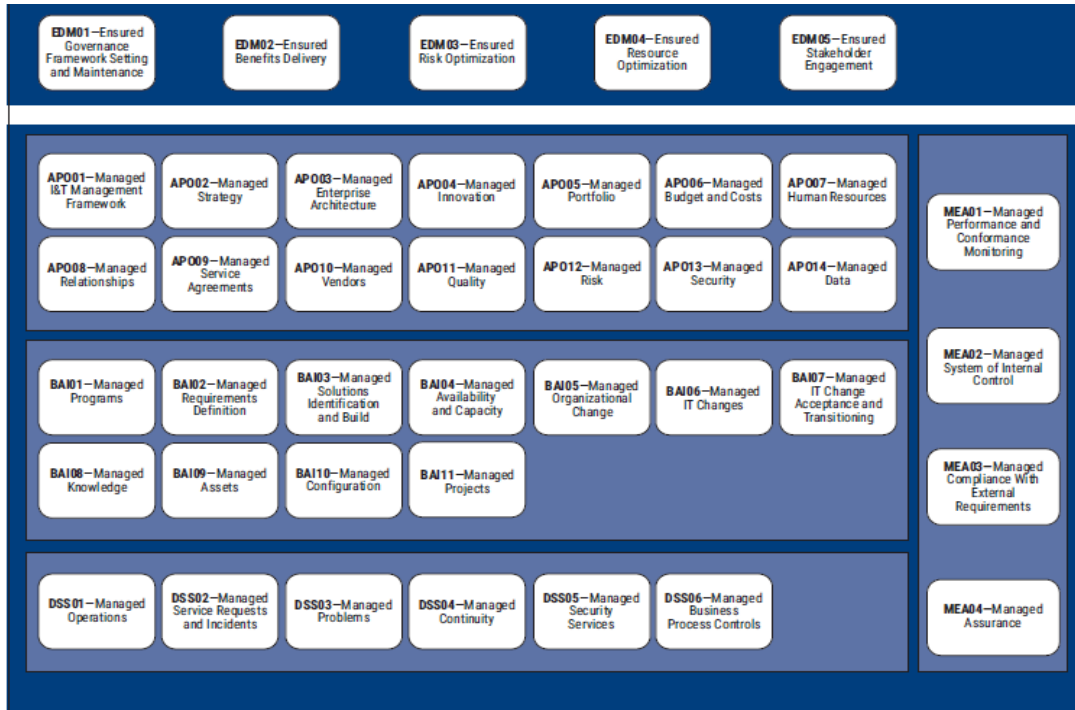 EDM01—Ensured
Governance
Framework Setting
and Maintenance
EDM02—Ensured
Benefits Delivery
EDM03—Ensured
Risk Optimization
EDM04—Ensured
Resource
Optimization
EDM05—Ensured
Stakeholder
Engagement
APO01—Managed
I&T Management
Framework
APO02—Managed
Strategy
APO03—Managed
Enterprise
Architecture
APO04—Managed
Innovation
APO05—Managed
Portfolio
APO06—Managed
Budget and Costs
APO07—Managed
Human Resources
APO08—Managed
Relationships
APO09—Managed
Service
Agreements
APO10—Managed
Vendors
APO11—Managed
Quality
APO12—Managed
Risk
APO13—Managed
Security
APO14—Managed
Data
BAI01—Managed
Programs
BAI02—Managed
Requirements
Definition
BAI03—Managed
Solutions
Identification
and Build
BAI04—Managed
Availability
and Capacity
BAI05—Managed
Organizational
Change
BAI06—Managed
IT Changes
BAI07—Managed
IT Change
Acceptance and
Transitioning
BAI08—Managed
Knowledge
BAI09—Managed
Assets
BAI10—Managed
Configuration
BAI11—Managed
Projects
DSS01—Managed
Operations
DSS02—Managed
Service Requests
and Incidents
DSS03—Managed
Problems
DSS04—Managed
Continuity
DSS05—Managed
Security
Services
DSS06—Managed
Business
Process Controls
MEA01—Managed
Performance and
Conformance
Monitoring
MEA02—Managed
System of Internal
Control
MEA03—Managed
Compliance With
External
Requirements
MEA04—Managed
Assurance